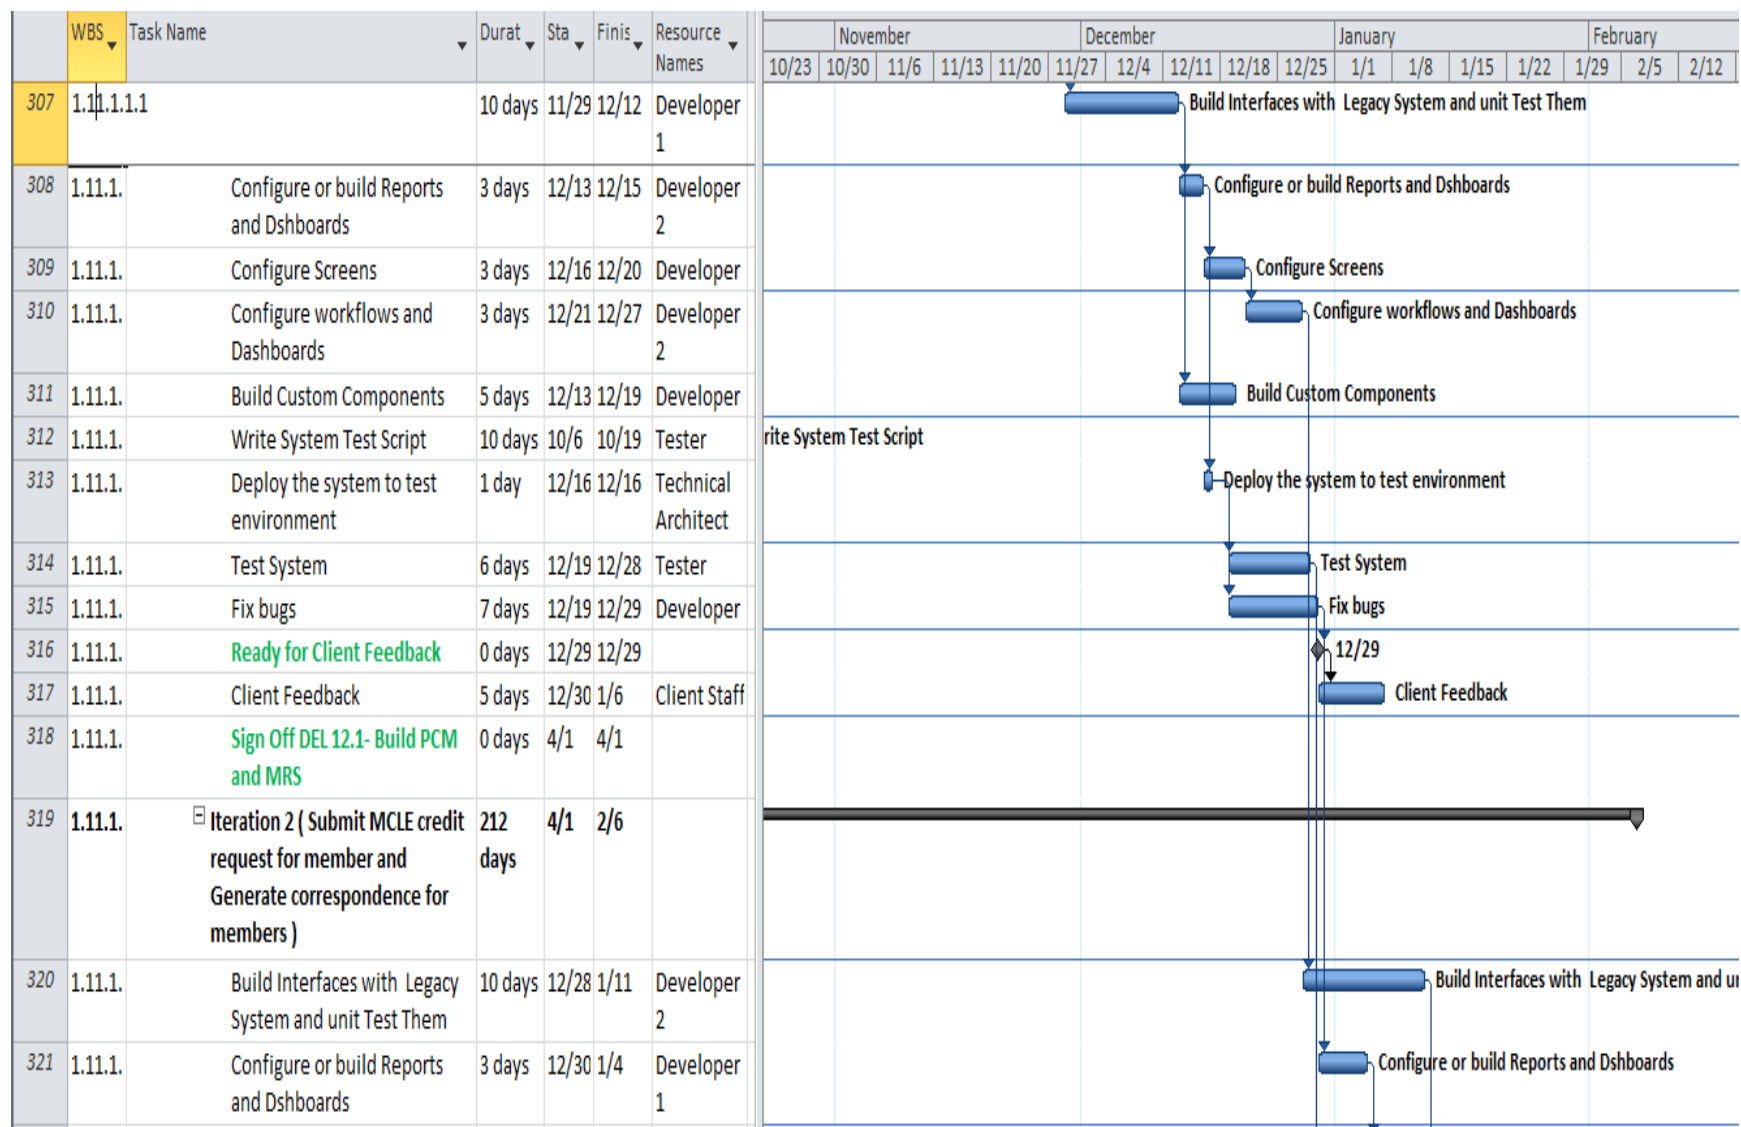 WBS Task Name Durat Sta Finis Resource Names
November December January February
10/23 10/30 11/6 11/13 11/20 11/27 12/4 12/11 12/18 12/25 1/1 1/8 1/15 1/22 1/29 2/5 2/12
307 1.11.1.1.1 10 days 11/29 12/12 Developer 1
Build Interfaces with Legacy System and unit Test Them
308 1.11.1. Configure or build Reports and Dshboards 3 days 12/13 12/15 Developer 2
Configure or build Reports and Dshboards
309 1.11.1. Configure Screens 3 days 12/16 12/20 Developer
Configure Screens
310 1.11.1. Configure workflows and Dashboards 3 days 12/21 12/27 Developer 2
Configure workflows and Dashboards
311 1.11.1. Build Custom Components 5 days 12/13 12/19 Developer
Build Custom Components
312 1.11.1. Write System Test Script 10 days 10/6 10/19 Tester
rite System Test Script
313 1.11.1. Deploy the system to test environment 1 day 12/16 12/16 Technical Architect
Deploy the system to test environment
314 1.11.1. Test System 6 days 12/19 12/28 Tester
Test System
315 1.11.1. Fix bugs 7 days 12/19 12/29 Developer
Fix bugs
316 1.11.1. Ready for Client Feedback 0 days 12/29 12/29
12/29
317 1.11.1. Client Feedback 5 days 12/30 1/6 Client Staff
Client Feedback
318 1.11.1. Sign Off DEL 12.1- Build PCM and MRS 0 days 4/1 4/1
319 1.11.1. Iteration 2 ( Submit MCLE credit request for member and Generate correspondence for members ) 212 days 4/1 2/6
320 1.11.1. Build Interfaces with Legacy System and unit Test Them 10 days 12/28 1/11 Developer 2
Build Interfaces with Legacy System and un
321 1.11.1. Configure or build Reports and Dshboards 3 days 12/30 1/4 Developer 1
Configure or build Reports and Dshboards